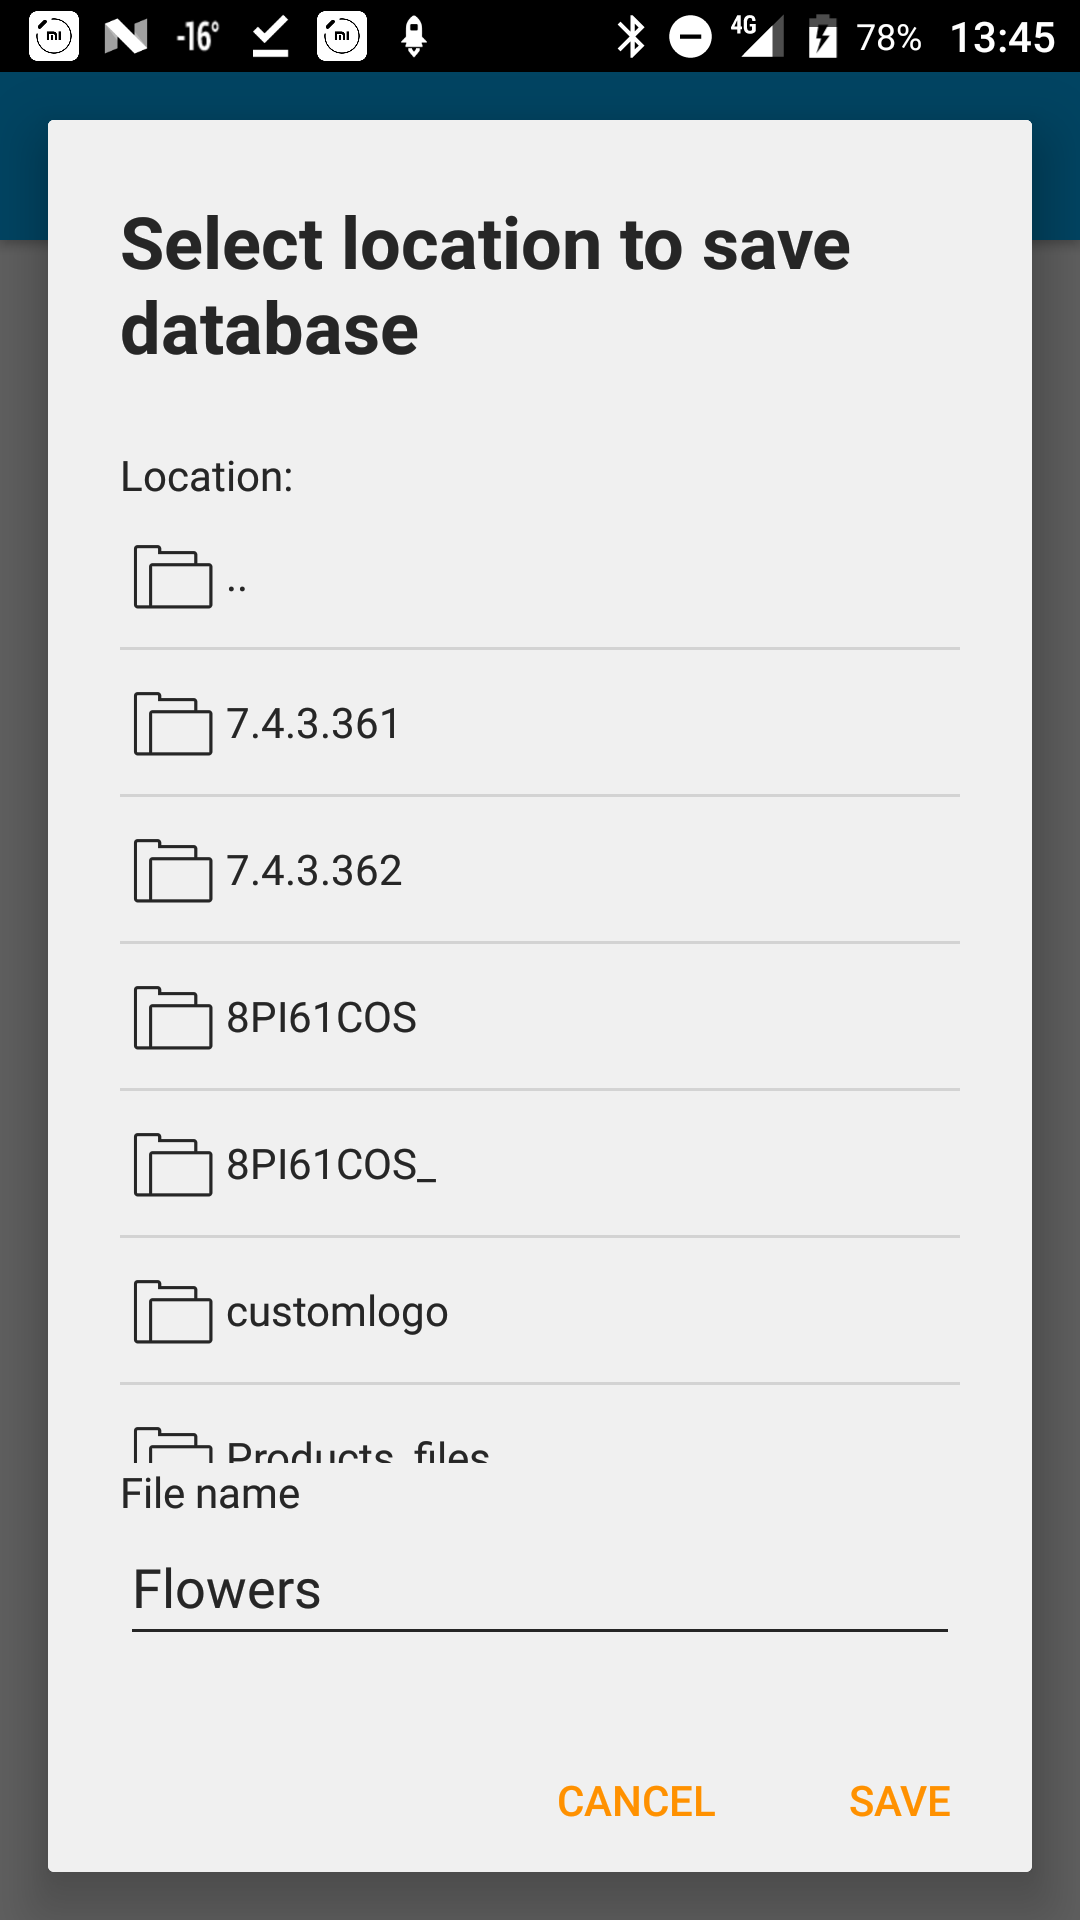 -16° 4G 78% 13:45
Select location to save
database
Location:
..
7.4.3.361
7.4.3.362
8PI61COS
8PI61COS_
customlogo
Products_files
File name
Flowers
CANCEL SAVE